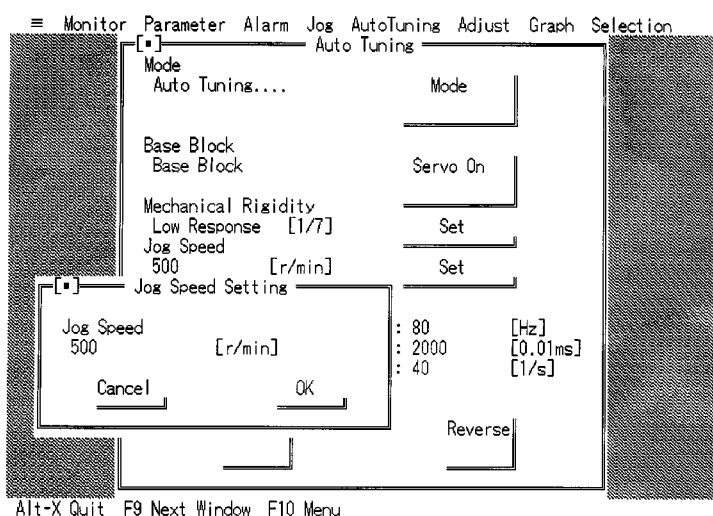 ≡ Monitor Parameter Alarm Jog AutoTuning Adjust Graph Selection
[▪] Auto Tuning
Mode
Auto Tuning.... Mode
Base Block
Base Block Servo On
Mechanical Rigidity
Low Response [1/7] Set
Jog Speed
500 [r/min] Set
[▪] Jog Speed Setting
Jog Speed
500 [r/min]
Cancel OK
: 80 [Hz]
: 2000 [0.01ms]
: 40 [1/s]
Reverse
Alt-X Quit F9 Next Window F10 Menu